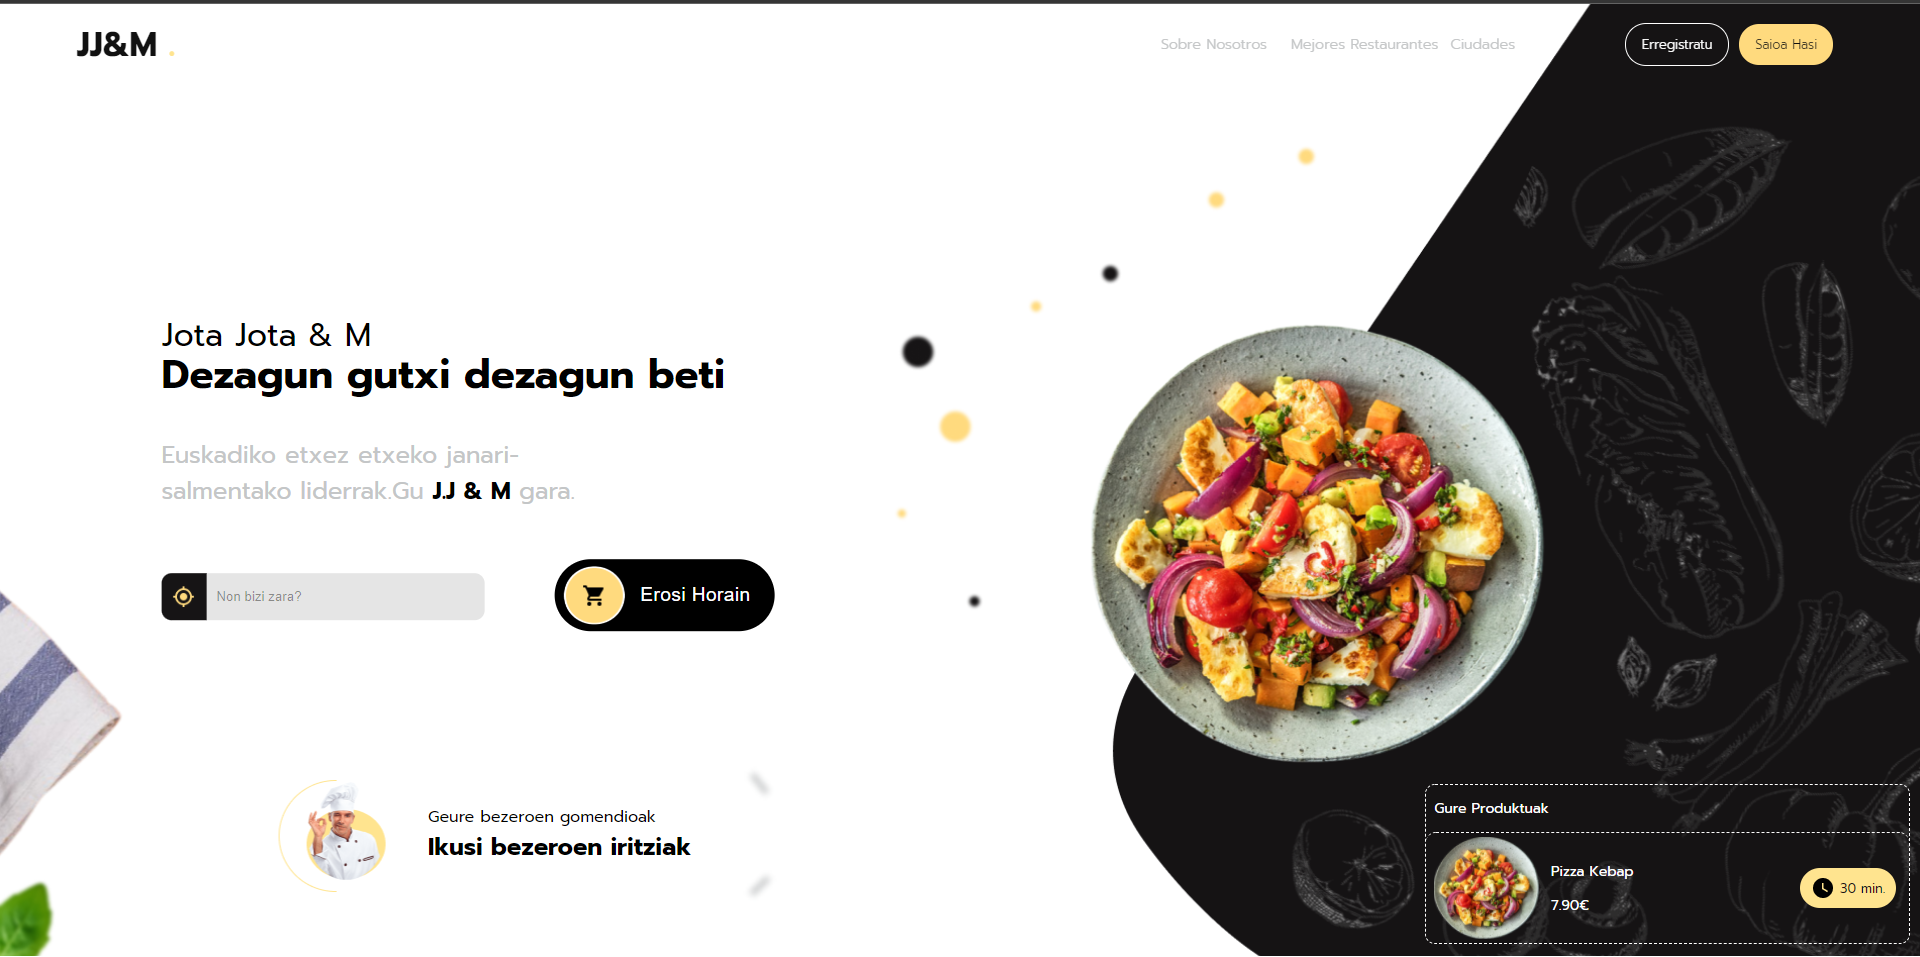 JJ&M .
Sobre Nosotros Mejores Restaurantes Ciudades
Erregistratu Saioa Hasi
Jota Jota & M
Dezagun gutxi dezagun beti
Euskadiko etxez etxeko janari-
salmentako liderrak.Gu J.J & M gara.
Non bizi zara?
Erosi Horain
Geure bezeroen gomendioak
Ikusi bezeroen iritziak
Gure Produktuak
Pizza Kebap
7.90€
30 min.